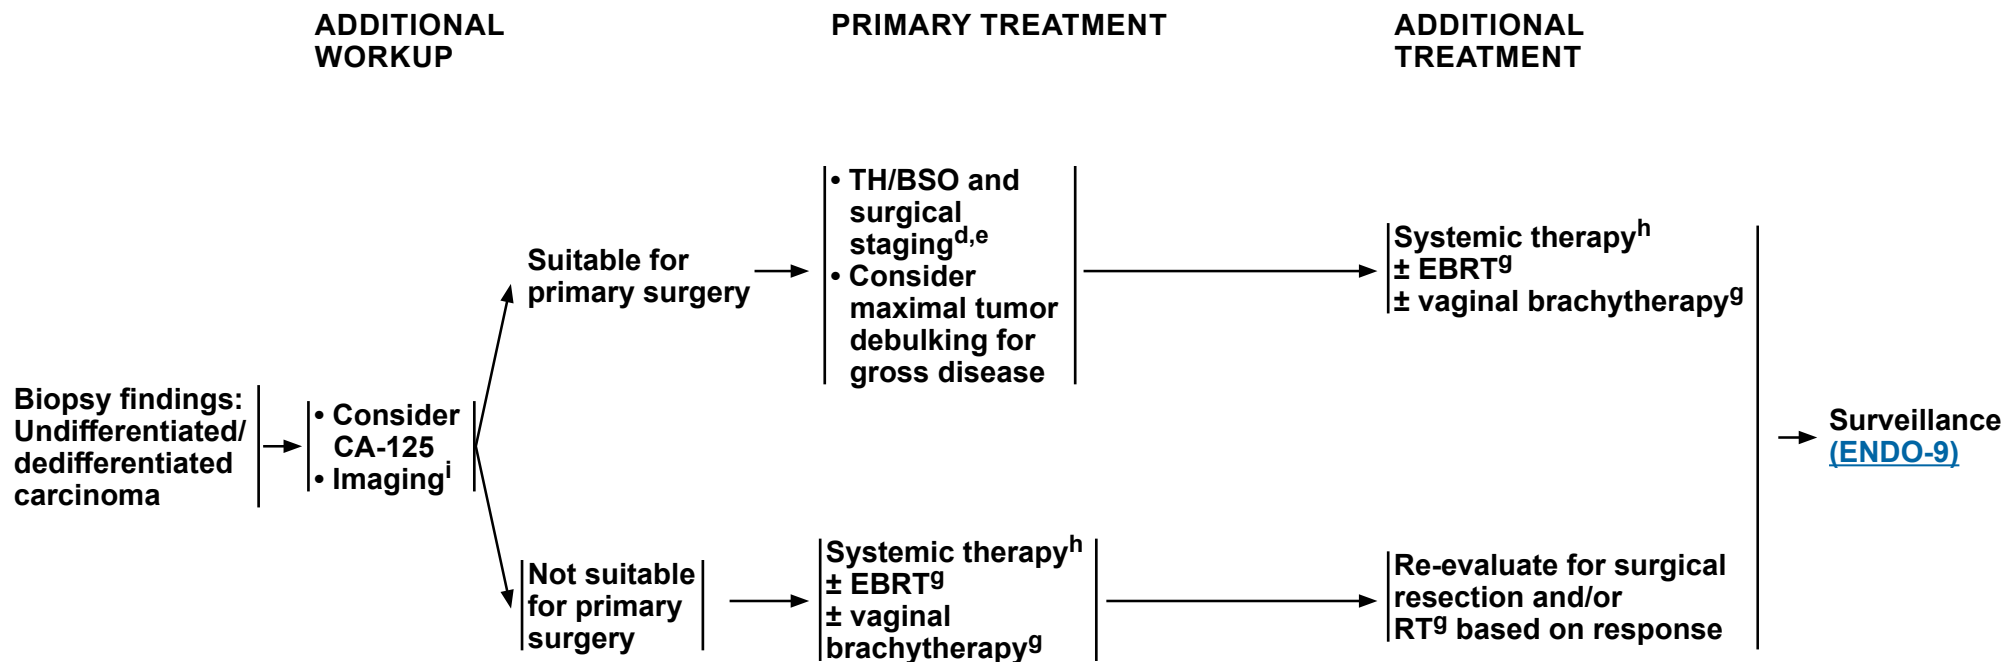 ADDITIONAL
WORKUP
PRIMARY TREATMENT
ADDITIONAL
TREATMENT
Biopsy findings:
Undifferentiated/
dedifferentiated
carcinoma
• Consider
CA-125
• Imagingⁱ
Suitable for
primary surgery
• TH/BSO and
surgical
stagingᵈ,ᵉ
• Consider
maximal tumor
debulking for
gross disease
Systemic therapyʰ
± EBRTᵍ
± vaginal brachytherapyᵍ
Not suitable
for primary
surgery
Systemic therapyʰ
± EBRTᵍ
± vaginal
brachytherapyᵍ
Re-evaluate for surgical
resection and/or
RTᵍ based on response
Surveillance
(ENDO-9)